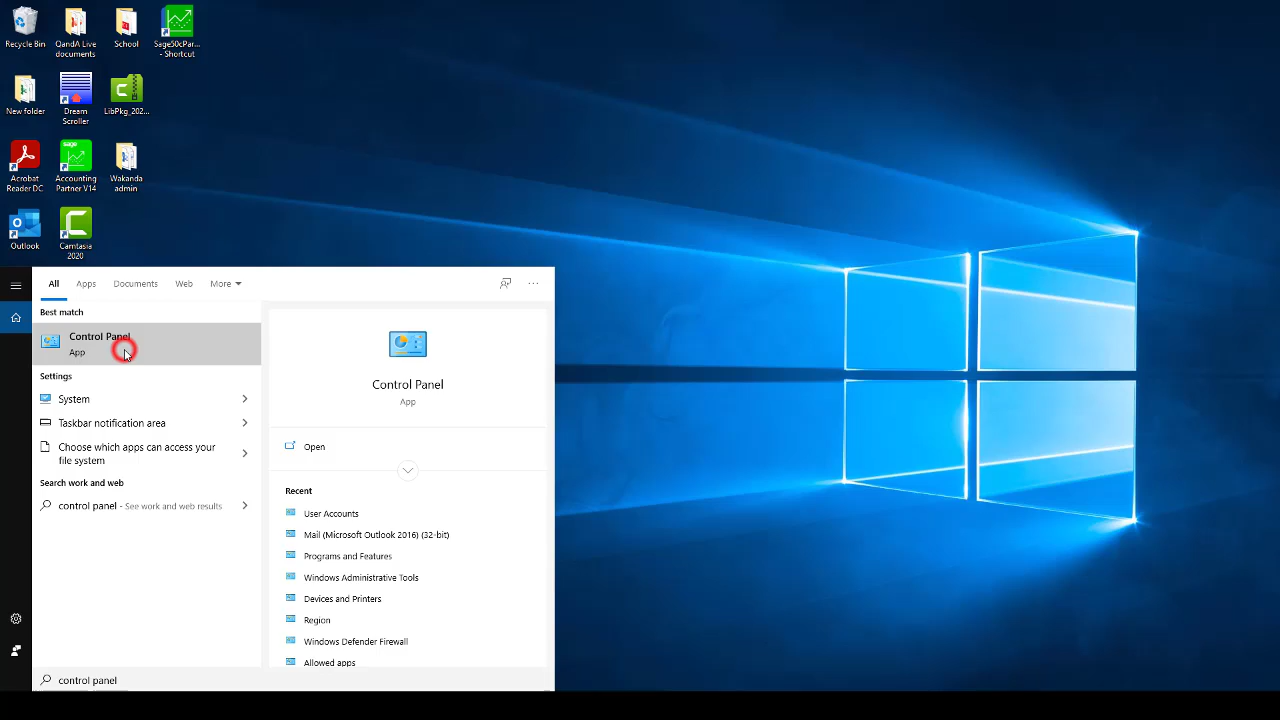 Recycle Bin
QandA Live
documents
School
Sage50cPar...
- Shortcut
New folder
Dream
Scroller
LibPkg_202...
Acrobat
Reader DC
sage
Accounting
Partner V14
Wakanda
admin
Outlook
Camtasia
2020
All
Apps
Documents
Web
More
Best match
Control Panel
App
Settings
System
Taskbar notification area
Choose which apps can access your
file system
Search work and web
control panel - See work and web results
Control Panel
App
Open
Recent
User Accounts
Mail (Microsoft Outlook 2016) (32-bit)
Programs and Features
Windows Administrative Tools
Devices and Printers
Region
Windows Defender Firewall
Allowed apps
control panel